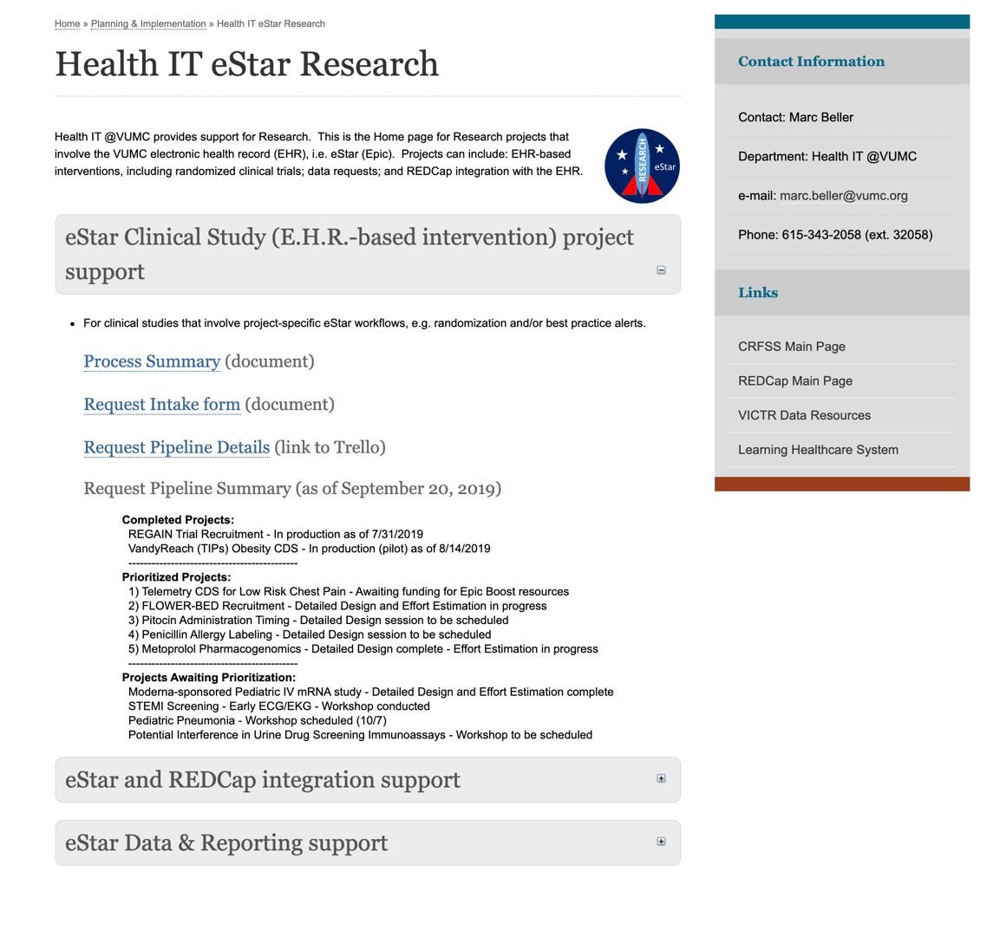 Home » Planning & Implementation » Health IT eStar Research
Health IT eStar Research
Health IT @VUMC provides support for Research.  This is the Home page for Research projects that
involve the VUMC electronic health record (EHR), i.e. eStar (Epic).  Projects can include: EHR-based
interventions, including randomized clinical trials; data requests; and REDCap integration with the EHR.
RESEARCH
eStar
eStar Clinical Study (E.H.R.-based intervention) project
support
• For clinical studies that involve project-specific eStar workflows, e.g. randomization and/or best practice alerts.
Process Summary (document)
Request Intake form (document)
Request Pipeline Details (link to Trello)
Request Pipeline Summary (as of September 20, 2019)
Completed Projects:
REGAIN Trial Recruitment - In production as of 7/31/2019
VandyReach (TIPs) Obesity CDS - In production (pilot) as of 8/14/2019
--------------------------------------------
Prioritized Projects:
1) Telemetry CDS for Low Risk Chest Pain - Awaiting funding for Epic Boost resources
2) FLOWER-BED Recruitment - Detailed Design and Effort Estimation in progress
3) Pitocin Administration Timing - Detailed Design session to be scheduled
4) Penicillin Allergy Labeling - Detailed Design session to be scheduled
5) Metoprolol Pharmacogenomics - Detailed Design complete - Effort Estimation in progress
--------------------------------------------
Projects Awaiting Prioritization:
Moderna-sponsored Pediatric IV mRNA study - Detailed Design and Effort Estimation complete
STEMI Screening - Early ECG/EKG - Workshop conducted
Pediatric Pneumonia - Workshop scheduled (10/7)
Potential Interference in Urine Drug Screening Immunoassays - Workshop to be scheduled
eStar and REDCap integration support
eStar Data & Reporting support
Contact Information
Contact: Marc Beller
Department: Health IT @VUMC
e-mail: marc.beller@vumc.org
Phone: 615-343-2058 (ext. 32058)
Links
CRFSS Main Page
REDCap Main Page
VICTR Data Resources
Learning Healthcare System